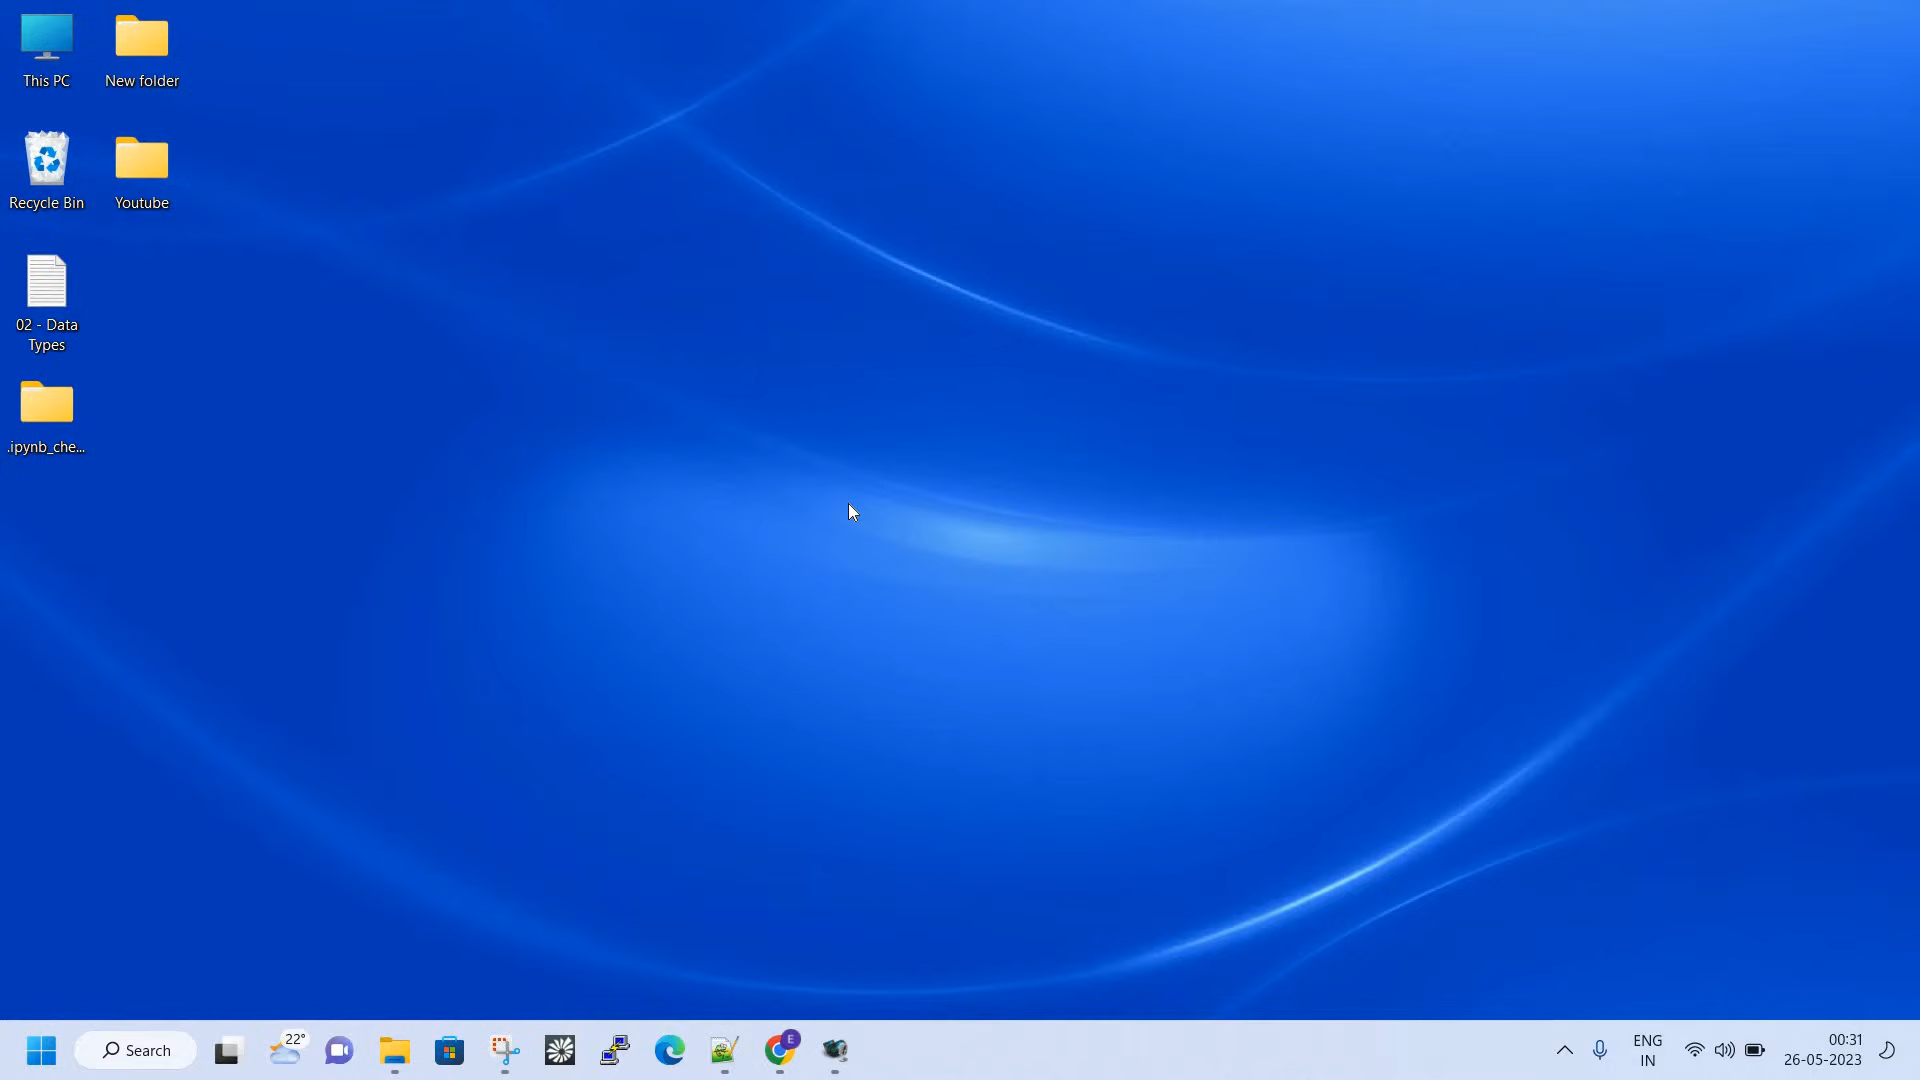 This PC
New folder
Recycle Bin
Youtube
02 - Data
Types
.ipynb_che...
Search
22°
E
ENG
IN
00:31
26-05-2023